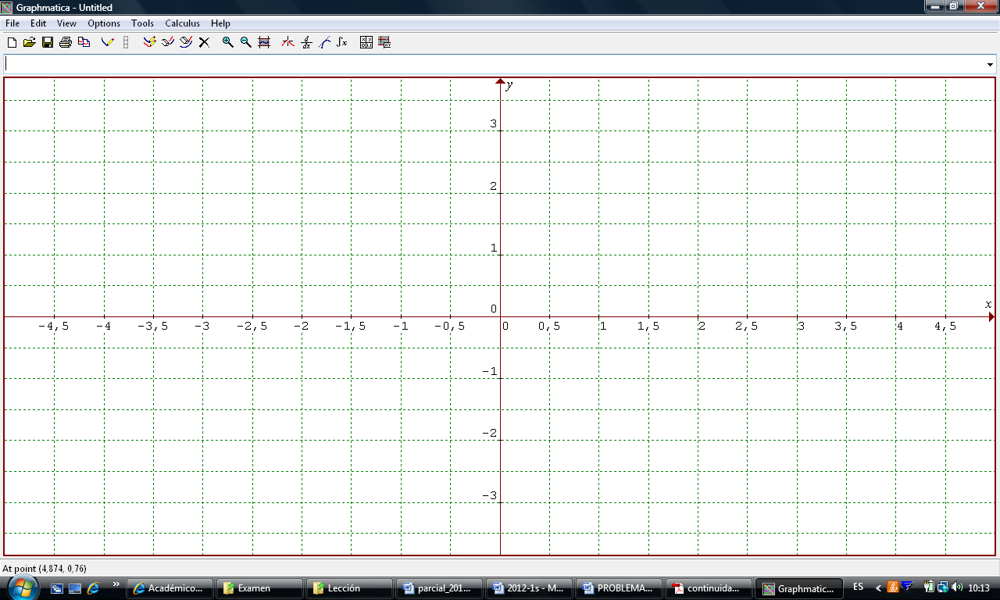 Graphmatica - Untitled
File Edit View Options Tools Calculus Help
y
3
2
1
0
x
-4,5 -4 -3,5 -3 -2,5 -2 -1,5 -1 -0,5 0 0,5 1 1,5 2 2,5 3 3,5 4 4,5
-1
-2
-3
At point (4,874, 0,76)
Académico... Examen Lección parcial_201... 2012-1s - M... PROBLEMA... continuida... Graphmatic... ES 10:13